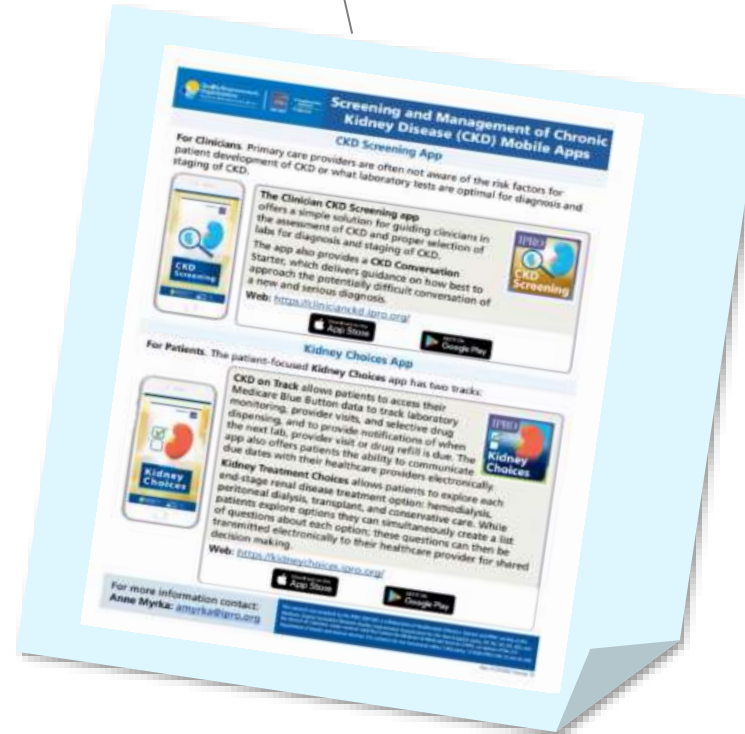 Screening and Management of Chronic
Kidney Disease (CKD) Mobile Apps
CKD Screening App
For Clinicians. Primary care providers are often not aware of the risk factors for
patient development of CKD or what laboratory tests are optimal for diagnosis and
staging of CKD.
CKD
Screening
The Clinician CKD Screening app
offers a simple solution for guiding clinicians in
the assessment of CKD and proper selection of
labs for diagnosis and staging of CKD.
The app also provides a CKD Conversation
Starter, which delivers guidance on how best to
approach the potentially difficult conversation of
a new and serious diagnosis.
Web: https://clinicianckd.ipro.org/
IPRO
CKD
Screening
App Store
Google Play
Kidney Choices App
For Patients. The patient-focused Kidney Choices app has two tracks:
Kidney
Choices
CKD on Track allows patients to access their
Medicare Blue Button data to track laboratory
monitoring, provider visits, and selective drug
dispensing, and to provide notifications of when
the next lab, provider visit or drug refill is due. The
app also offers patients the ability to communicate
due dates with their healthcare providers electronically.
Kidney Treatment Choices allows patients to explore each
end-stage renal disease treatment option: hemodialysis,
peritoneal dialysis, transplant, and conservative care. While
patients explore options they can simultaneously create a list
of questions about each option; these questions can then be
transmitted electronically to their healthcare provider for shared
decision making.
Web: https://kidneychoices.ipro.org/
IPRO
Kidney
Choices
App Store
Google Play
For more information contact:
Anne Myrka: amyrka@ipro.org